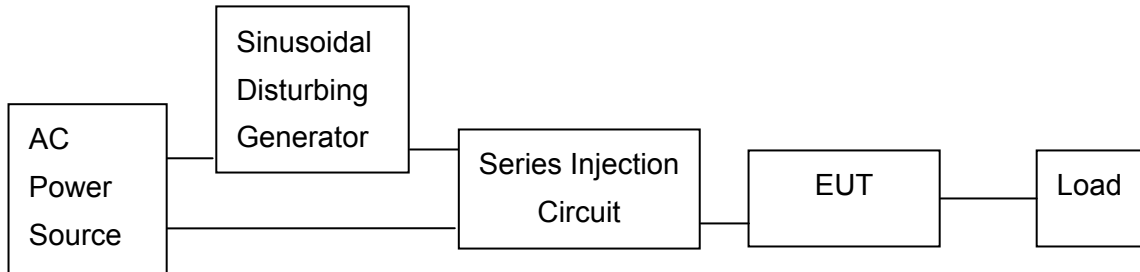 AC
Power
Source
Sinusoidal
Disturbing
Generator
Series Injection
Circuit
EUT
Load